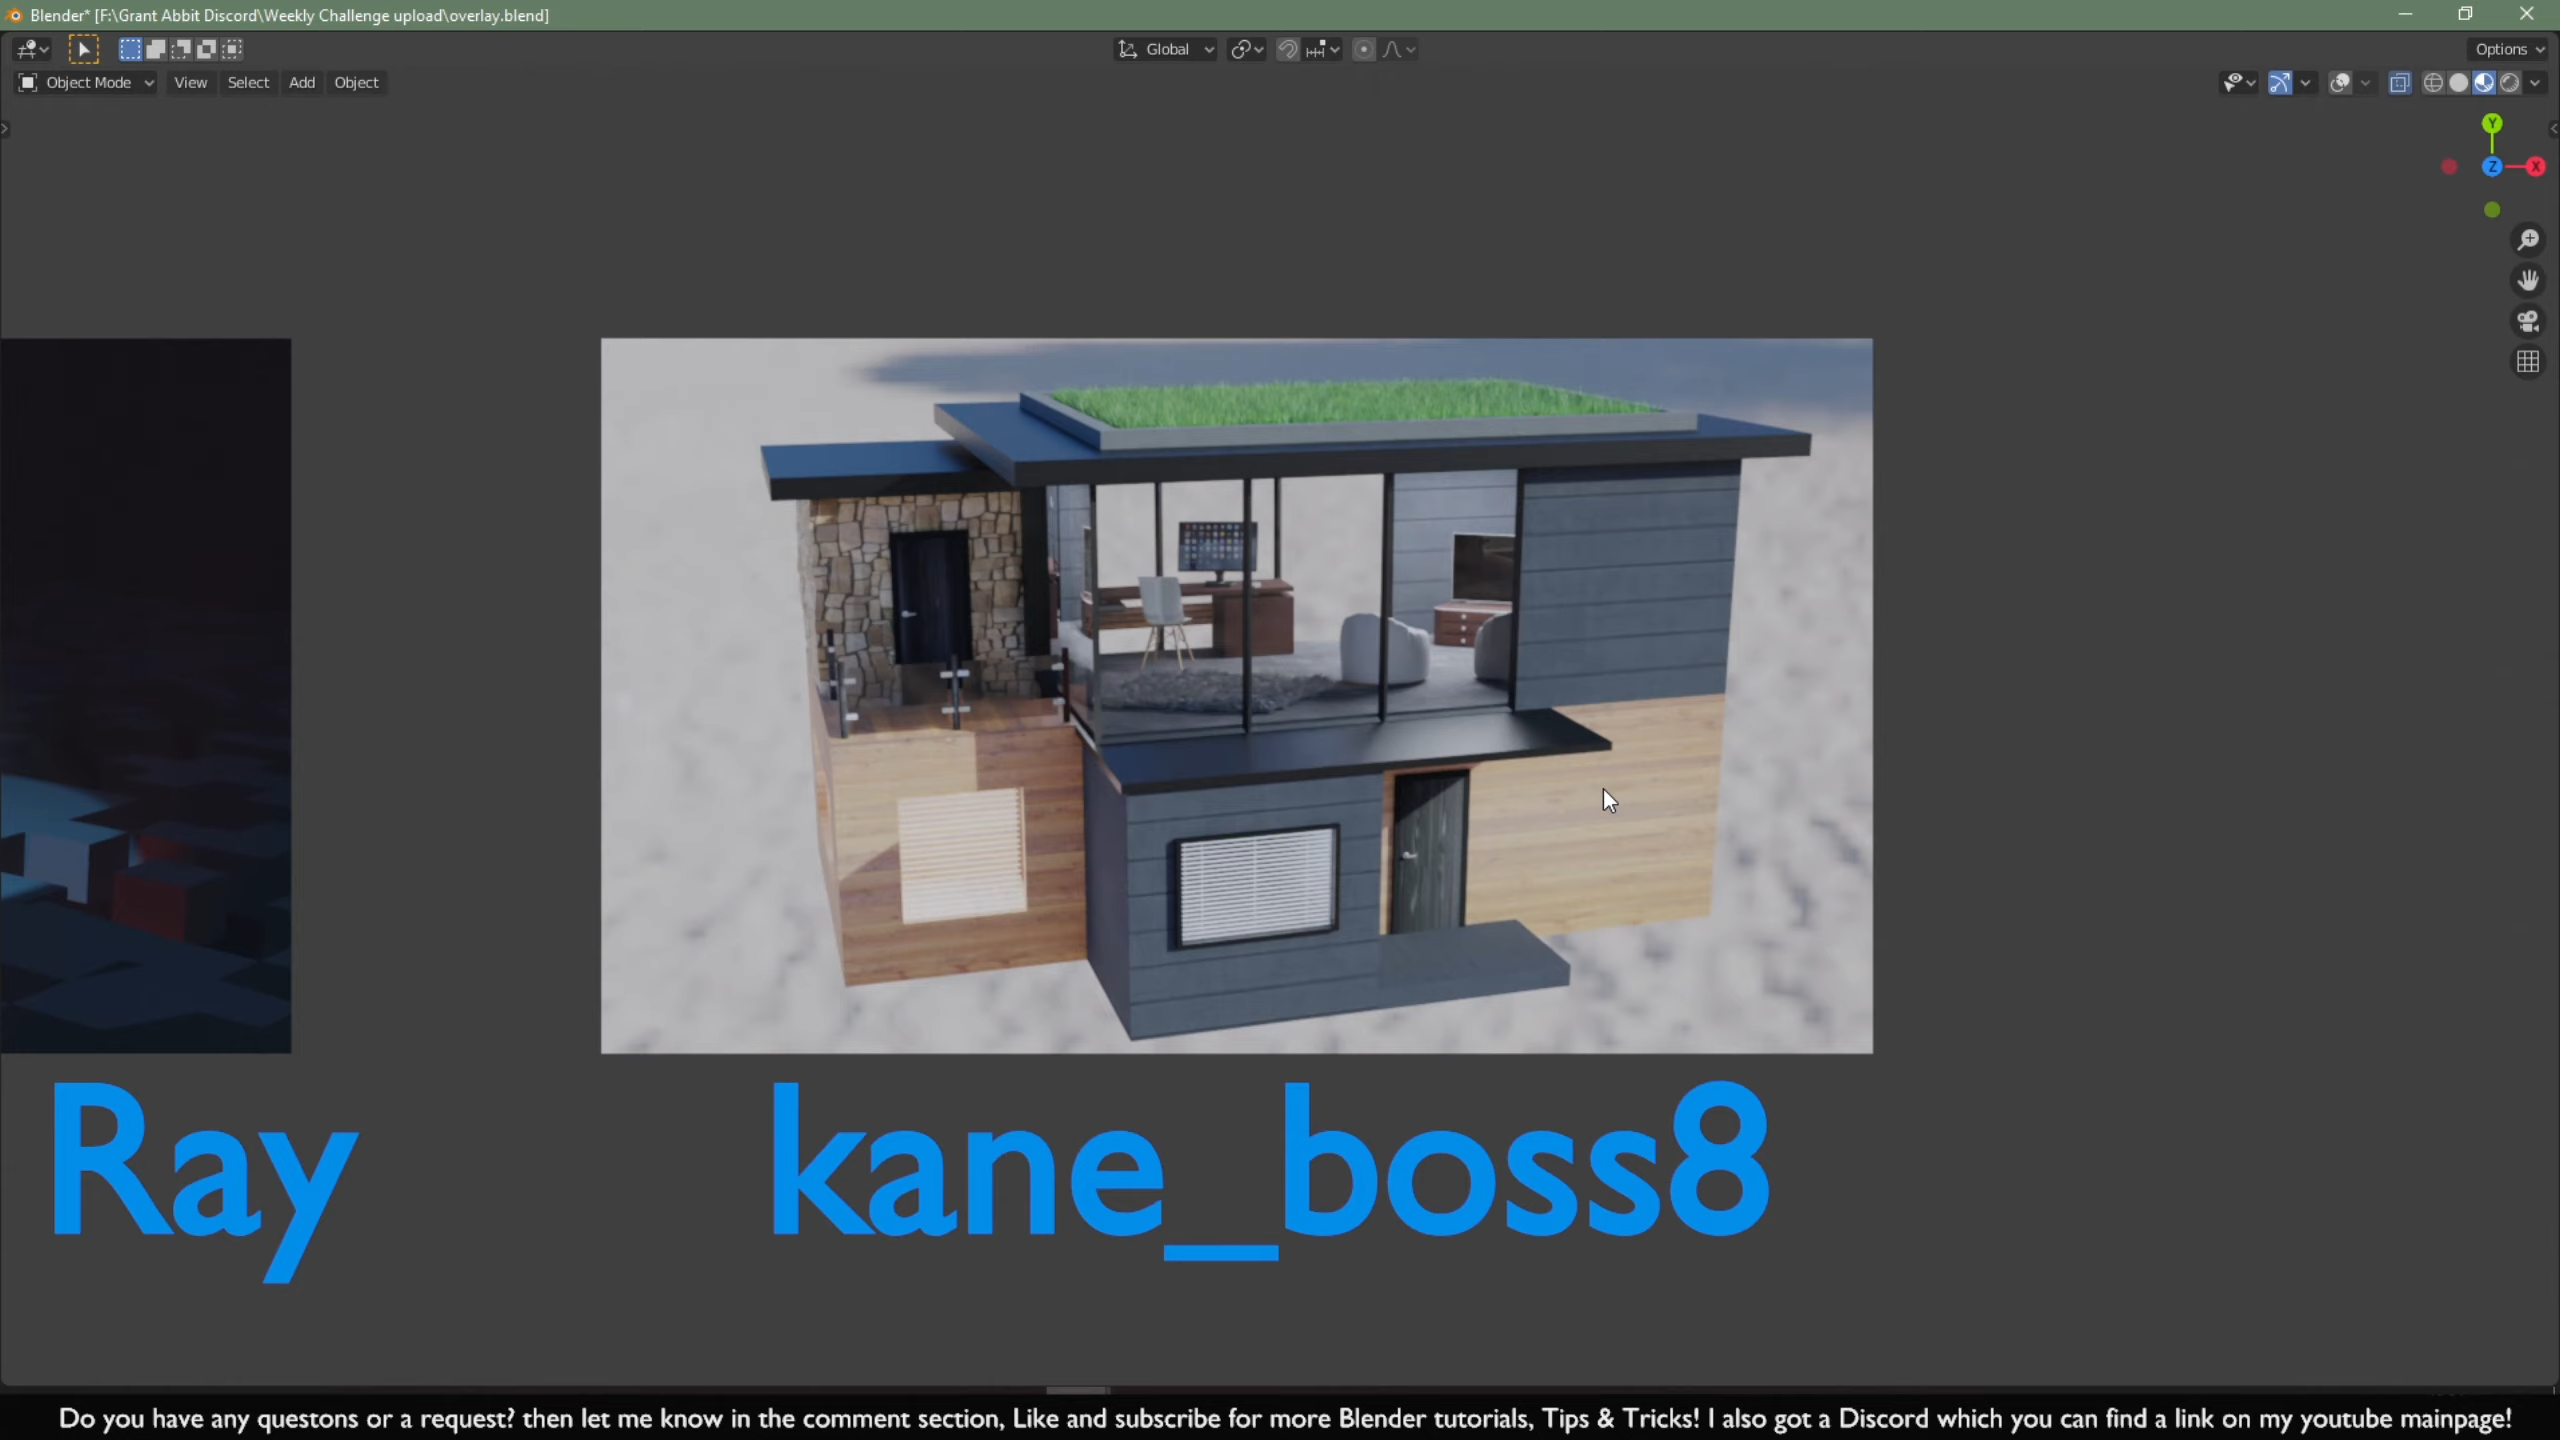 Blender* [F:\Grant Abbit Discord\Weekly Challenge upload\overlay.blend]
Global
Options
Object Mode View Select Add Object
Y
Z X
Ray kane_boss8
Do you have any questons or a request? then let me know in the comment section, Like and subscribe for more Blender tutorials, Tips & Tricks! I also got a Discord which you can find a link on my youtube mainpage!